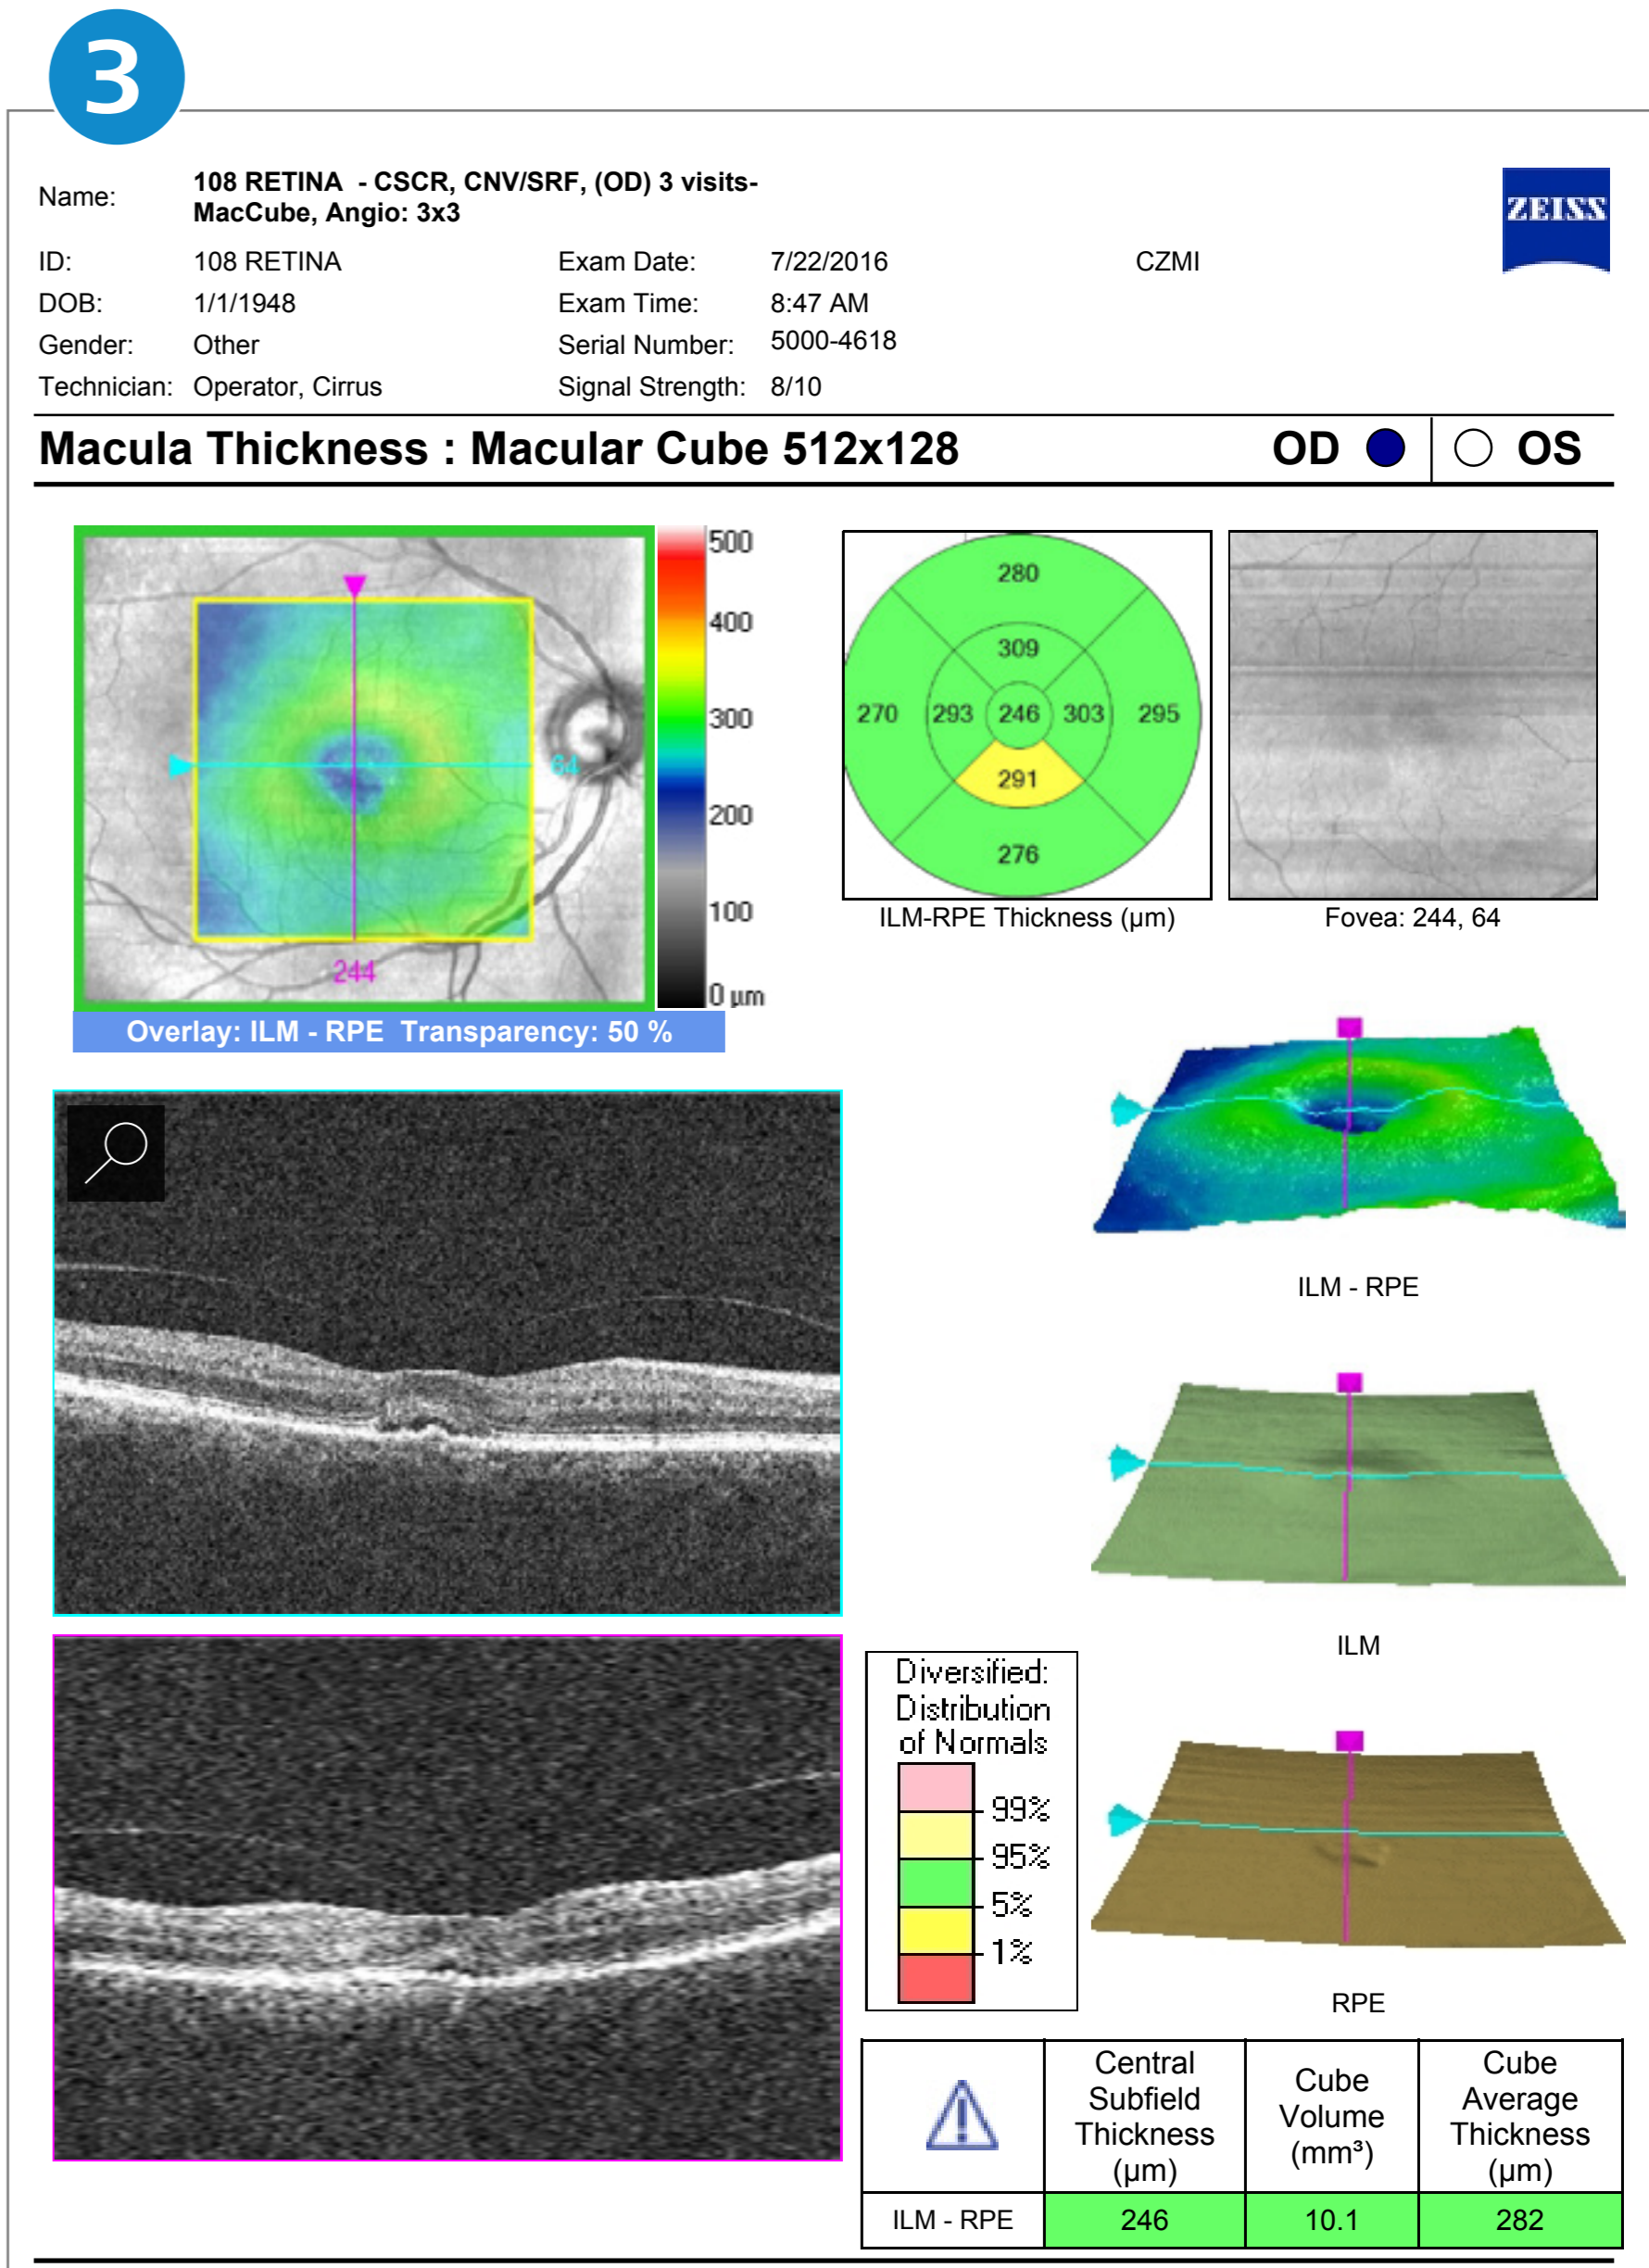 3
Name:
108 RETINA - CSCR, CNV/SRF, (OD) 3 visits-
MacCube, Angio: 3x3
ZEISS
ID: 108 RETINA Exam Date: 7/22/2016 CZMI
DOB: 1/1/1948 Exam Time: 8:47 AM
Gender: Other Serial Number: 5000-4618
Technician: Operator, Cirrus Signal Strength: 8/10
Macula Thickness : Macular Cube 512x128 OD OS
500
400
300
200
100
0 µm
64
244
Overlay: ILM - RPE Transparency: 50 %
280
309
270 293 246 303 295
291
276
ILM-RPE Thickness (µm)
Fovea: 244, 64
ILM - RPE
ILM
RPE
Diversified:
Distribution
of Normals
99%
95%
5%
1%
Central
Subfield
Thickness
(µm)
Cube
Volume
(mm³)
Cube
Average
Thickness
(µm)
ILM - RPE 246 10.1 282